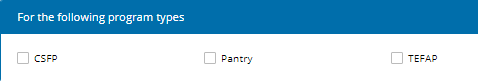 For the following program types
CSFP Pantry TEFAP